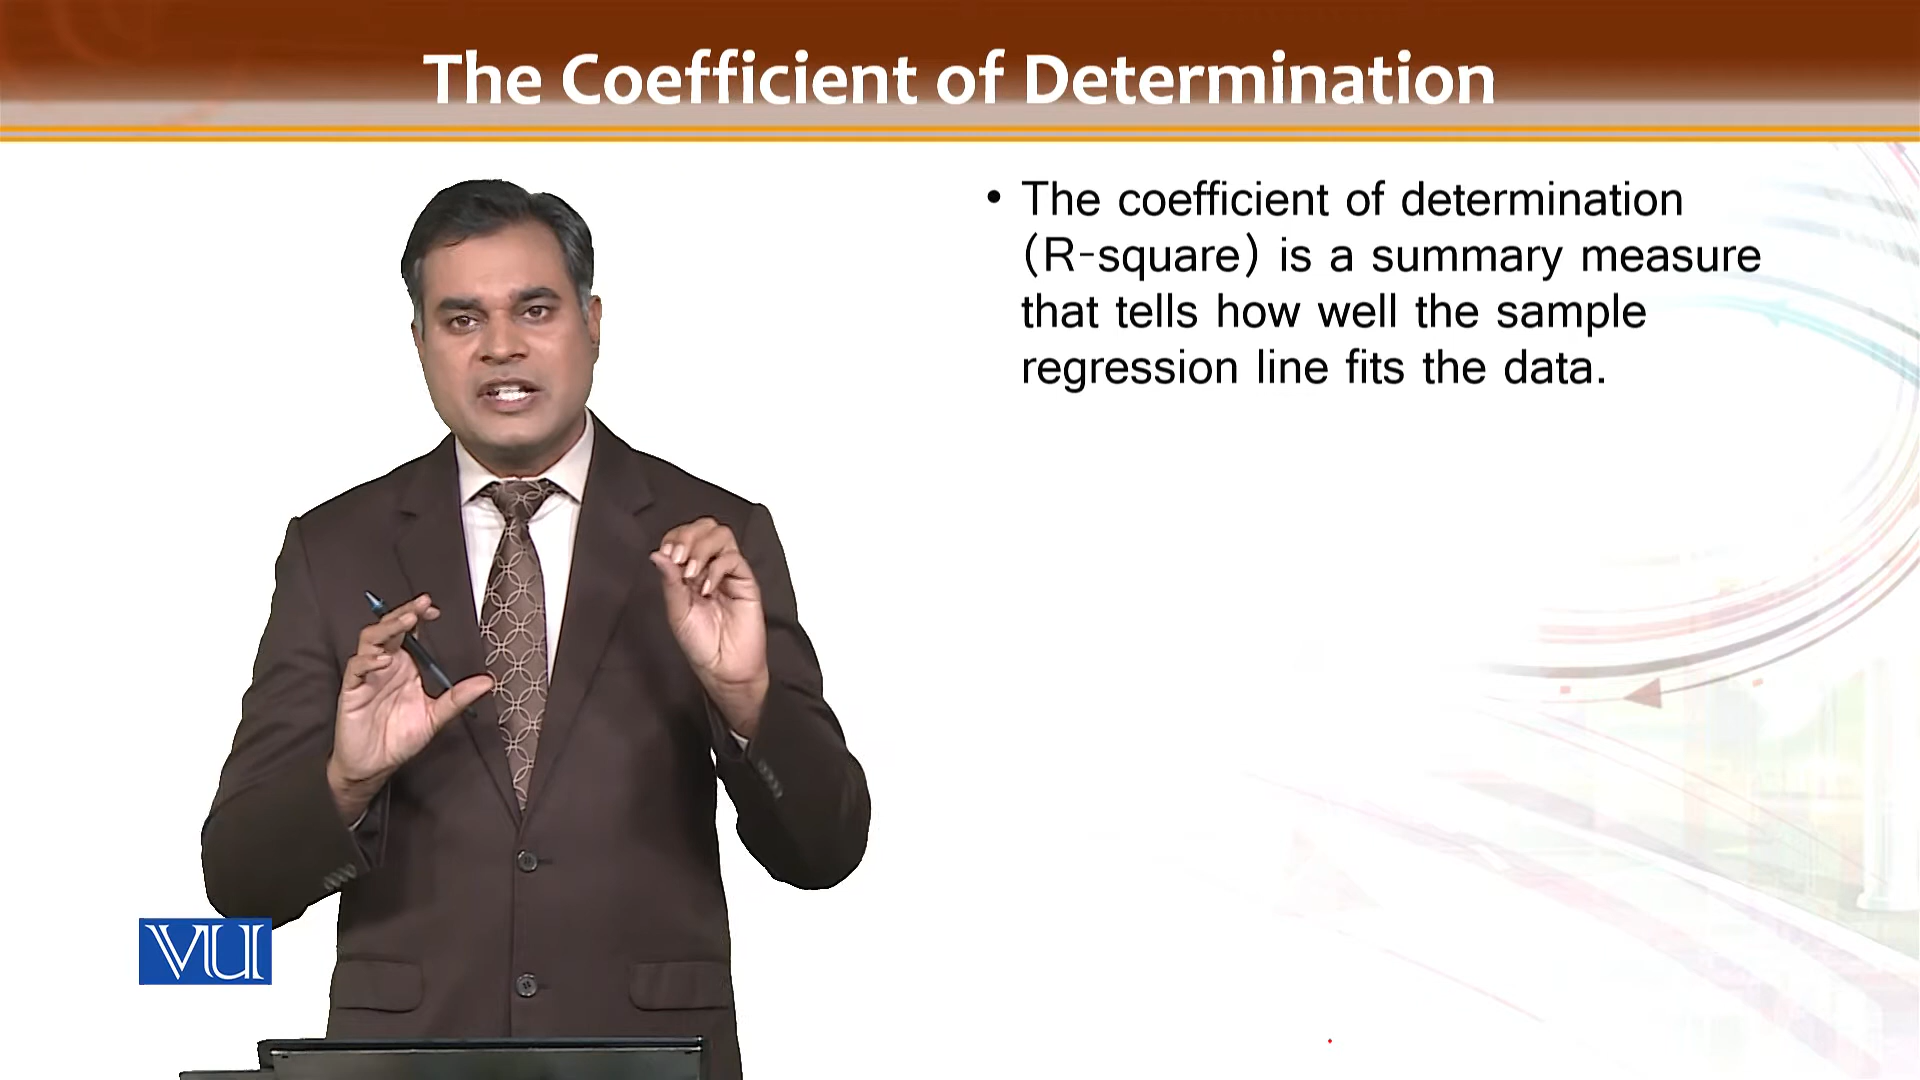 The Coefficient of Determination
• The coefficient of determination
(R-square) is a summary measure
that tells how well the sample
regression line fits the data.
VU